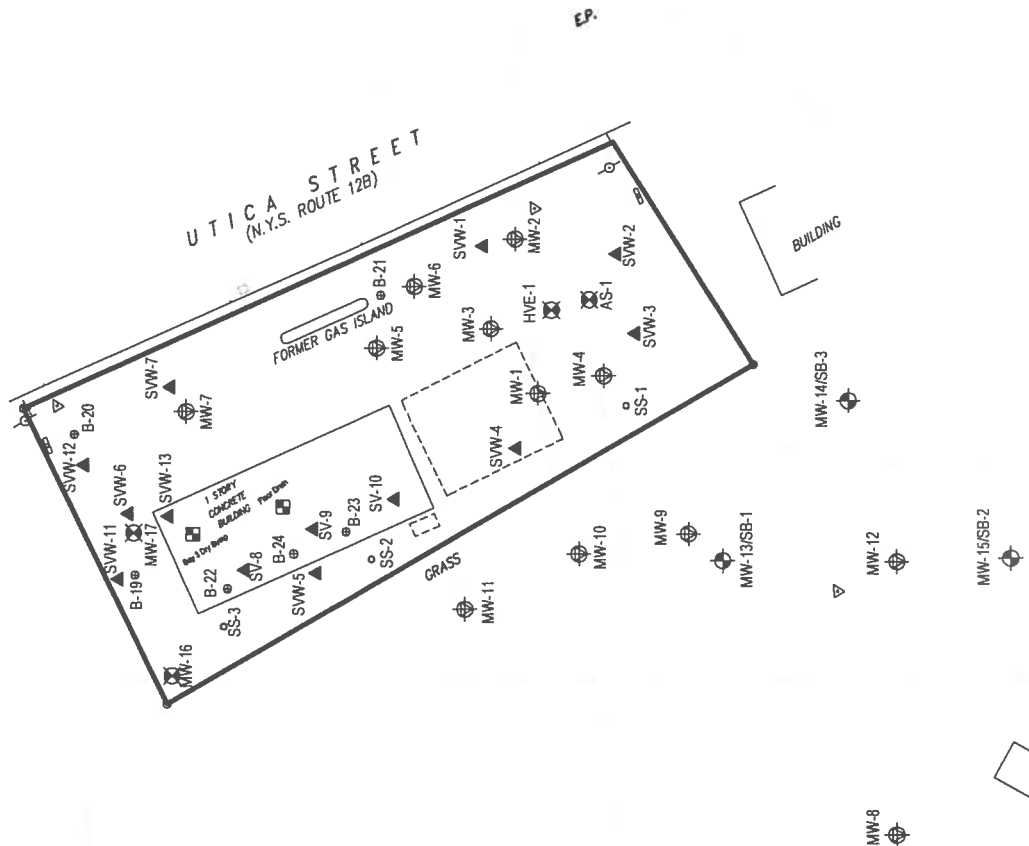 E.P.
UTICA STREET
(N.Y.S. ROUTE 12B)
BUILDING
SVW-1
MW-2
SVW-2
B-21
MW-6
HVE-1
AS-1
FORMER GAS ISLAND
MW-3
SVW-3
MW-5
SVW-7
MW-7
MW-1
MW-4
SS-1
MW-14/SB-3
B-20
SVW-12
SVW-4
SVW-6
SVW-13
1 STORY
CONCRETE
BUILDING
Floor Drain
SV-10
SVW-11
MW-17
Bay 3 Dry Sump
SV-9
B-23
B-19
B-24
SV-8
B-22
SVW-5
SS-2
GRASS
SS-3
MW-10
MW-9
MW-13/SB-1
MW-12
MW-15/SB-2
MW-11
MW-16
MW-8